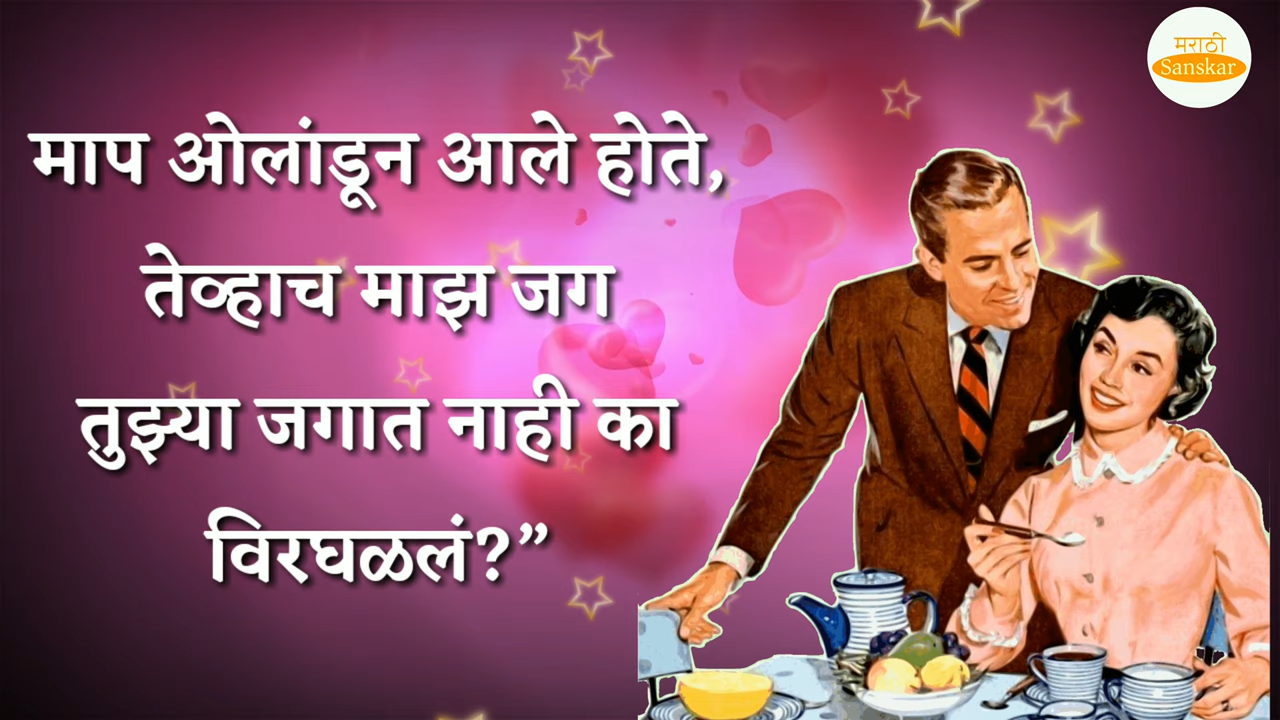 मराठी
Sanskar
माप ओलांडून आले होते,
तेव्हाच माझ जग
तुझ्या जगात नाही का
विरघळलं?”